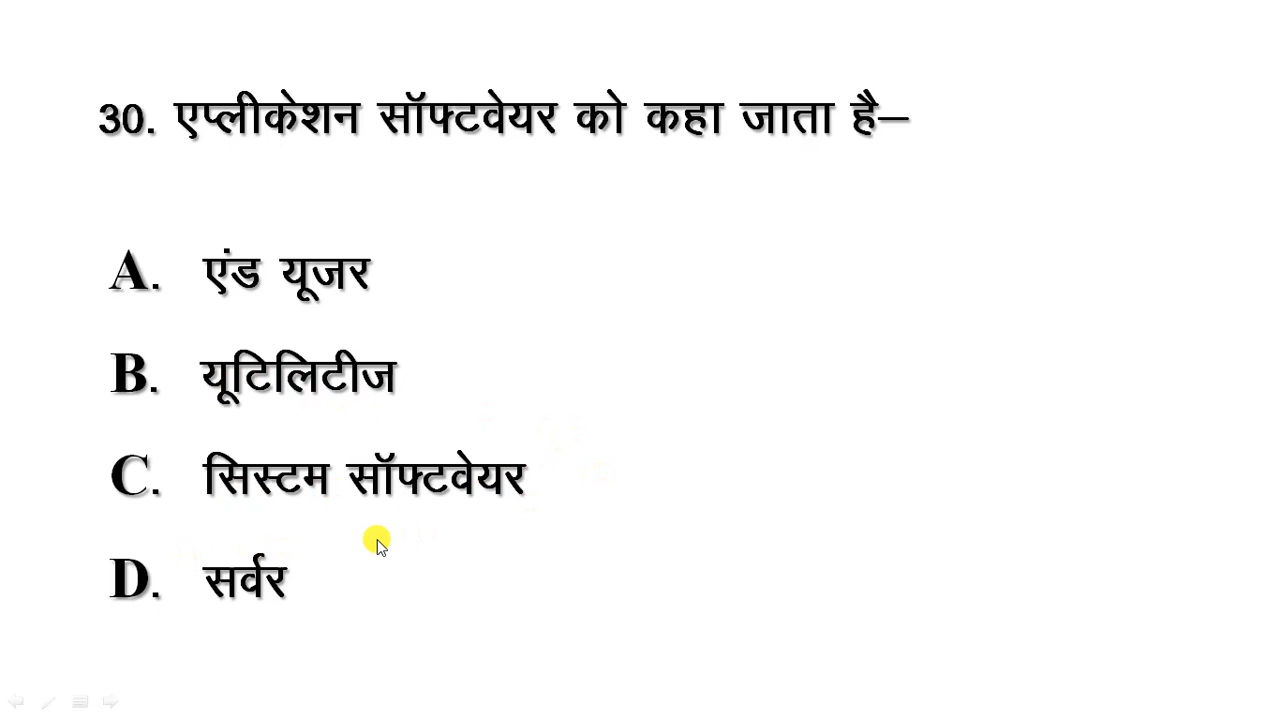 30. एप्लीकेशन सॉफ्टवेयर को कहा जाता है–
A. एंड यूजर
B. यूटिलिटीज
C. सिस्टम सॉफ्टवेयर
D. सर्वर